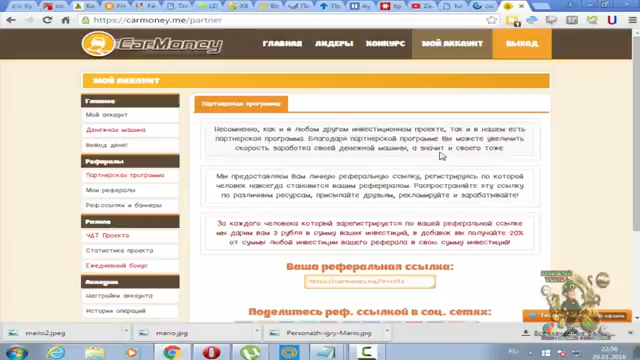 https://carmoney.me/partner
CarMoney
ГЛАВНАЯ ЛИДЕРЫ КОНКУРС МОЙ АККАУНТ ВЫХОД
МОЙ АККАУНТ
Главное
Мой аккаунт
Денежная машина
Вывод денег
Рефералы
Партнерская программа
Мои рефералы
Реф.ссылки и баннеры
Разное
ЧДТ Проекта
Статистика проекта
Ежедневный бонус
Аккаунт
Настройки аккаунта
История операций
Партнерская программа
Несомненно, как и в любом другом инвестиционном проекте, так и в нашем есть
партнерская программа. Благодаря партнерской программе Вы можете увеличить
скорость заработка своей денежной машины, а значит и своего тоже
Мы предоставляем Вам личную реферальную ссылку, регистрируясь по которой
человек навсегда становится вашим реферералом. Распространяйте эту ссылку
по различным ресурсам, присылайте друзьям, рекламируйте и зарабатывайте!
За каждого человека который зарегистрируется по вашей реферальной ссылке
мы дарим вам 3 рубля в сумму ваших инвестиций, в добавок вы получаете 20%
от суммы любой инвестиции вашего реферала в свою сумму инвестиций!
Ваша реферальная ссылка:
Поделитесь реф. ссылкой в соц. сетях:
mario2.jpeg
mario.jpg
Personazh-igry-Mario.jpg
RU
22:56
29.01.2016